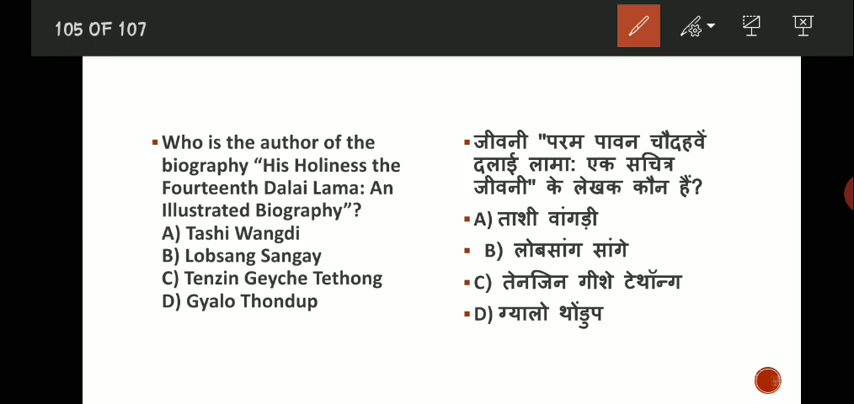 105 OF 107
Who is the author of the
biography “His Holiness the
Fourteenth Dalai Lama: An
Illustrated Biography”?
A) Tashi Wangdi
B) Lobsang Sangay
C) Tenzin Geyche Tethong
D) Gyalo Thondup
जीवनी "परम पावन चौदहवें
दलाई लामा: एक सचित्र
जीवनी" के लेखक कौन हैं?
A) ताशी वांगड़ी
B) लोबसांग सांगे
C) तेनजिन गीशे टेथॉन्ग
D) ग्यालो थोंडुप